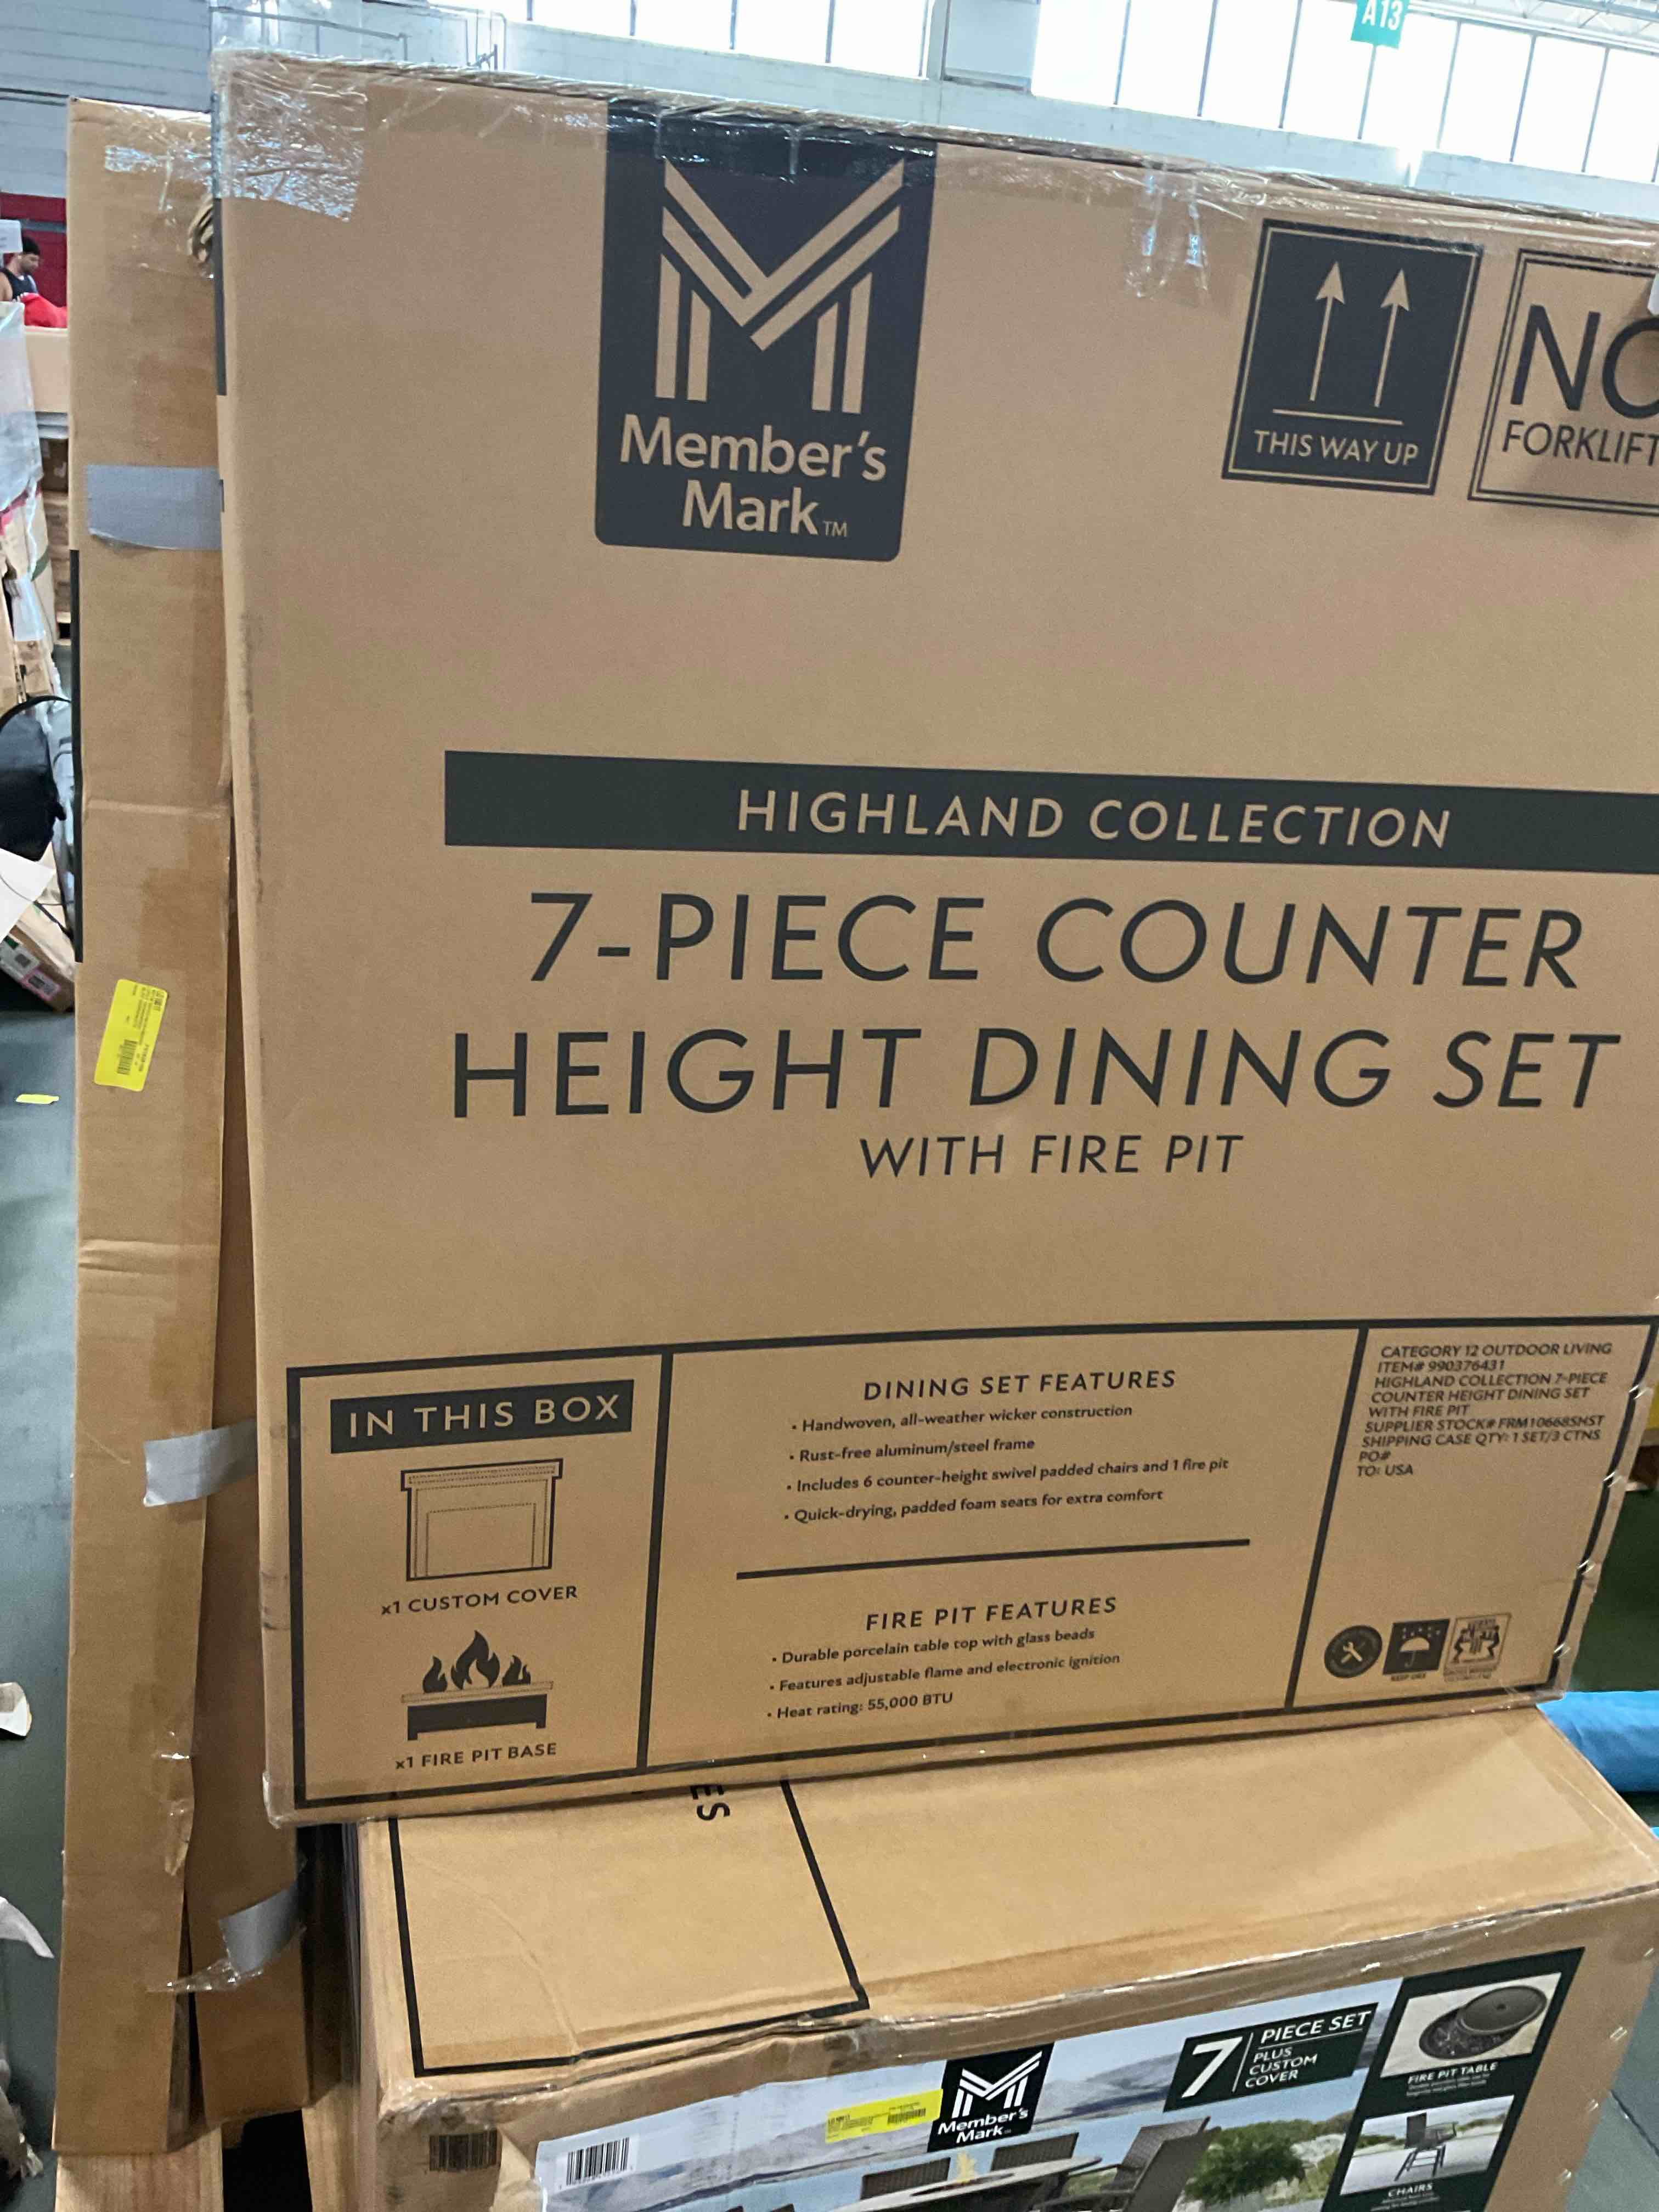 A13
Member's
Mark™
THIS WAY UP
NO
FORKLIFT
HIGHLAND COLLECTION
7-PIECE COUNTER
HEIGHT DINING SET
WITH FIRE PIT
IN THIS BOX
x1 CUSTOM COVER
x1 FIRE PIT BASE
DINING SET FEATURES
• Handwoven, all-weather wicker construction
• Rust-free aluminum/steel frame
• Includes 6 counter-height swivel padded chairs and 1 fire pit
• Quick-drying, padded foam seats for extra comfort
FIRE PIT FEATURES
• Durable porcelain table top with glass beads
• Features adjustable flame and electronic ignition
• Heat rating: 55,000 BTU
CATEGORY 12 OUTDOOR LIVING
ITEM# 990376431
HIGHLAND COLLECTION 7-PIECE
COUNTER HEIGHT DINING SET
WITH FIRE PIT
SUPPLIER STOCK# FRM10668SHST
SHIPPING CASE QTY: 1 SET/3 CTNS
PO#
TO: USA
KEEP DRY
ES
7 PIECE SET
PLUS
CUSTOM
COVER
Member's
Mark™
FIRE PIT TABLE
CHAIRS